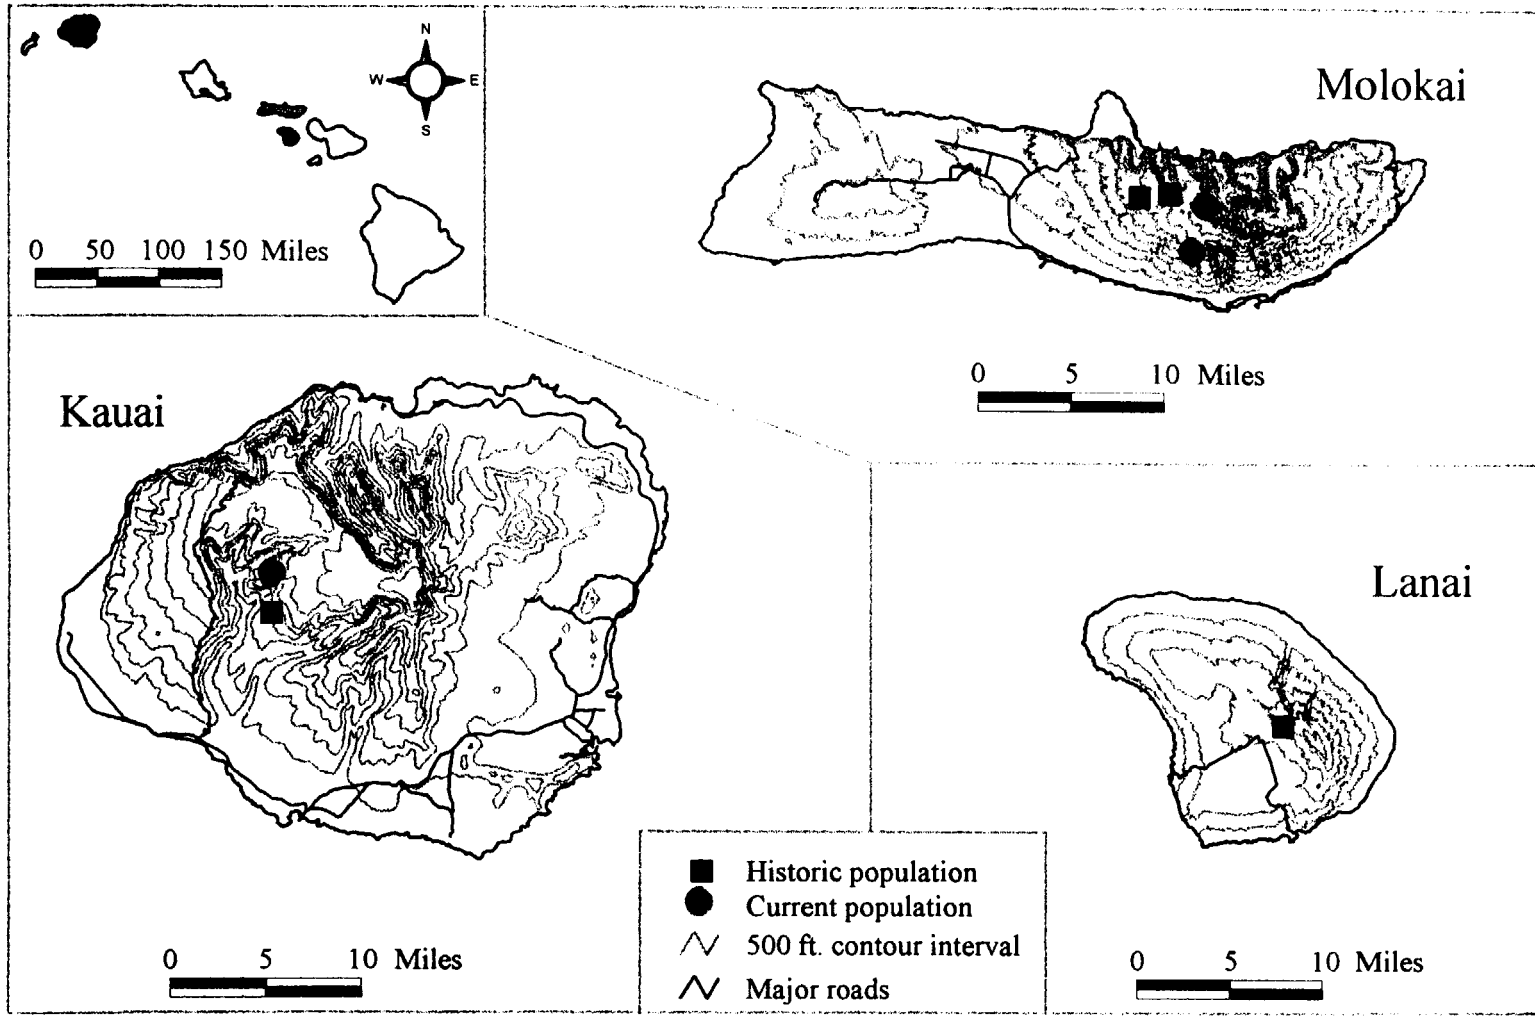 N
W E
S
0 50 100 150 Miles
Molokai
0 5 10 Miles
Kauai
Lanai
Historic population
Current population
500 ft. contour interval
Major roads
0 5 10 Miles
0 5 10 Miles